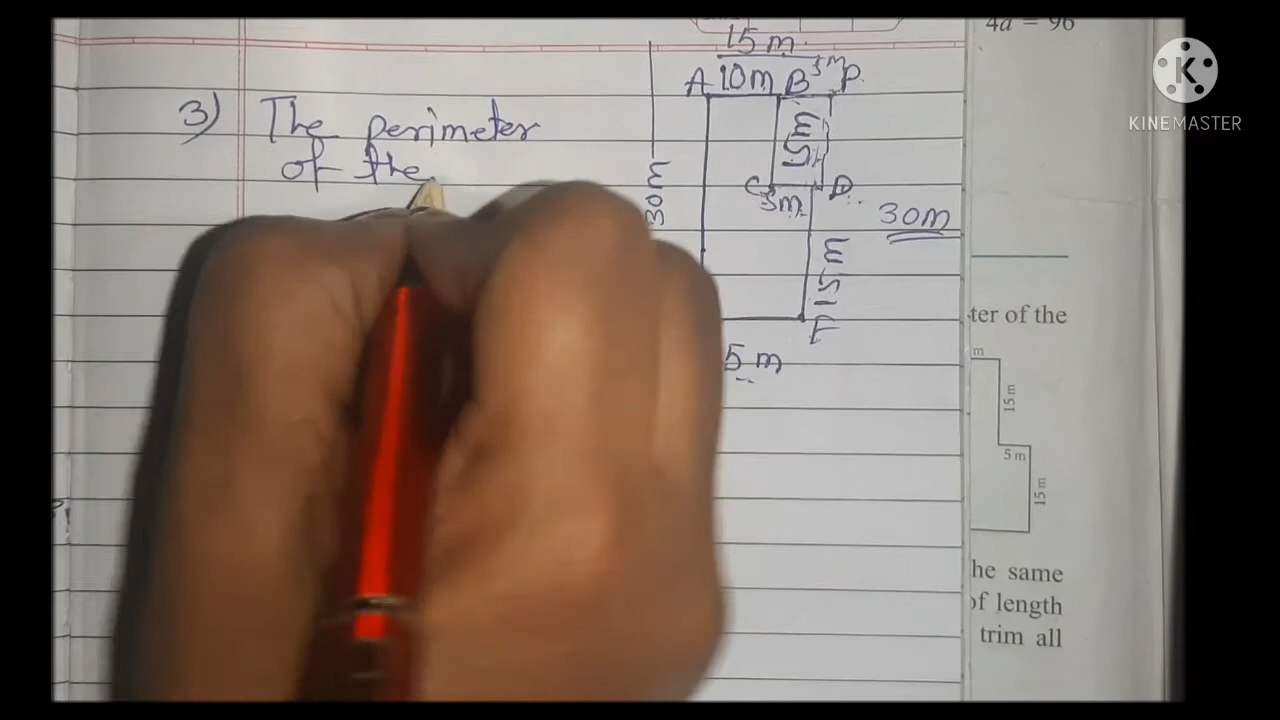 4a = 96
15 m.
A 10m B 5m P.
3) The perimeter
of the
15m
C D
5m
30m
30m
15m
F
5 m
KINEMASTER
ter of the
m
15 m
5 m
15 m
he same
of length
trim all